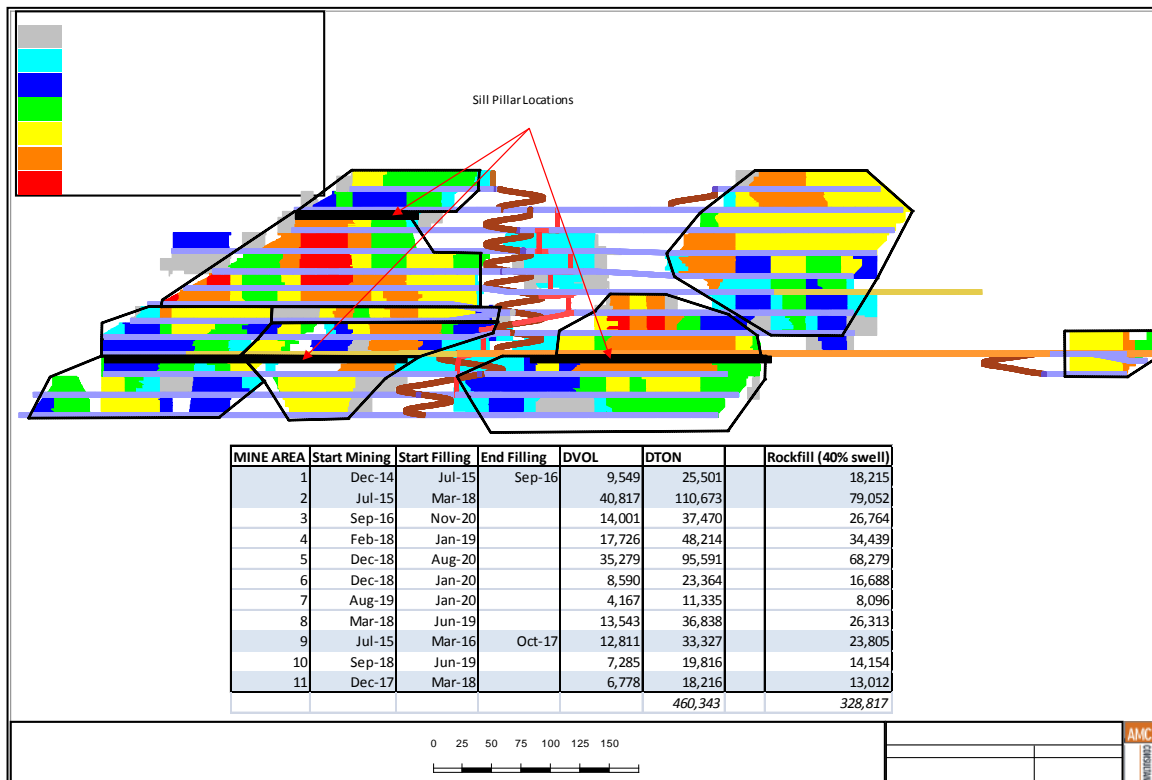 Sill Pillar Locations
MINE AREA Start Mining Start Filling End Filling DVOL DTON Rockfill (40% swell)
1 Dec-14 Jul-15 Sep-16 9,549 25,501 18,215
2 Jul-15 Mar-18 40,817 110,673 79,052
3 Sep-16 Nov-20 14,001 37,470 26,764
4 Feb-18 Jan-19 17,726 48,214 34,439
5 Dec-18 Aug-20 35,279 95,591 68,279
6 Dec-18 Jan-20 8,590 23,364 16,688
7 Aug-19 Jan-20 4,167 11,335 8,096
8 Mar-18 Jun-19 13,543 36,838 26,313
9 Jul-15 Mar-16 Oct-17 12,811 33,327 23,805
10 Sep-18 Jun-19 7,285 19,816 14,154
11 Dec-17 Mar-18 6,778 18,216 13,012
460,343 328,817
0 25 50 75 100 125 150
AMC